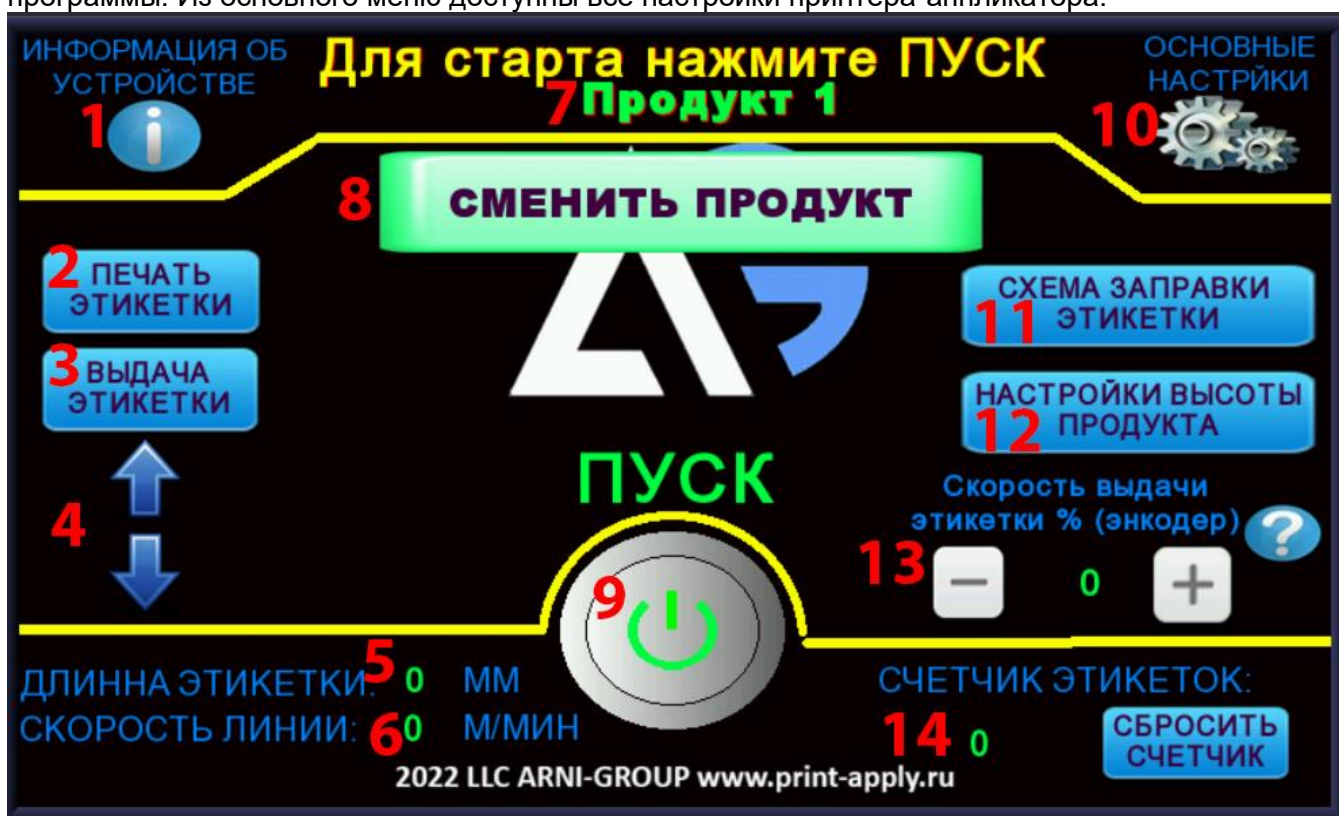 программы. Из основного меню доступны все настройки принтера-аппликатора.
ИНФОРМАЦИЯ ОБ
УСТРОЙСТВЕ
1
Для старта нажмите ПУСК
7 Продукт 1
ОСНОВНЫЕ
НАСТРЙКИ
10
8 СМЕНИТЬ ПРОДУКТ
2 ПЕЧАТЬ
ЭТИКЕТКИ
3 ВЫДАЧА
ЭТИКЕТКИ
4
СХЕМА ЗАПРАВКИ
11 ЭТИКЕТКИ
НАСТРОЙКИ ВЫСОТЫ
12 ПРОДУКТА
ПУСК
9
Скорость выдачи
этикетки % (энкодер) ?
13 − 0 +
ДЛИННА ЭТИКЕТКИ: 5 0 ММ
СКОРОСТЬ ЛИНИИ: 6 0 М/МИН
СЧЕТЧИК ЭТИКЕТОК:
14 0
СБРОСИТЬ
СЧЕТЧИК
2022 LLC ARNI-GROUP www.print-apply.ru